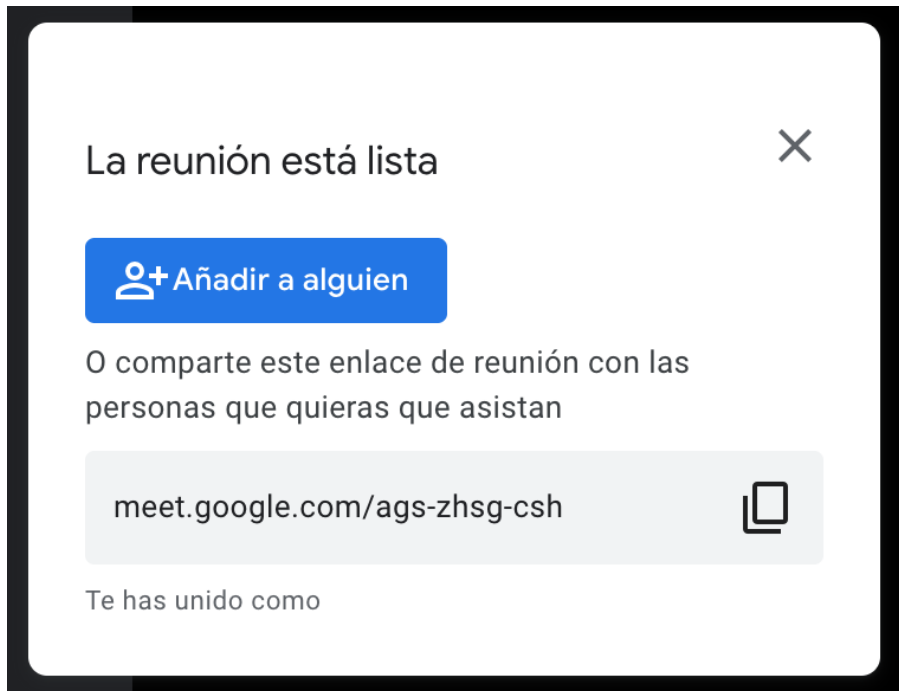 La reunión está lista
Añadir a alguien
O comparte este enlace de reunión con las
personas que quieras que asistan
meet.google.com/ags-zhsg-csh
Te has unido como